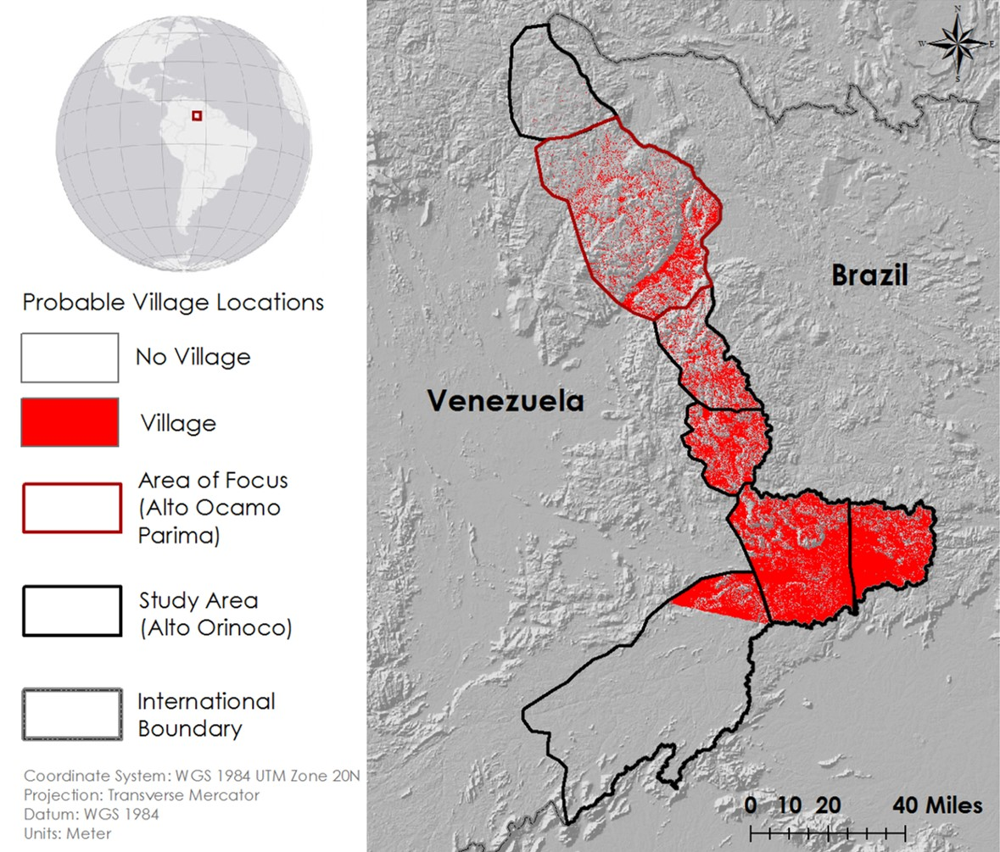 Probable Village Locations
No Village
Village
Area of Focus
(Alto Ocamo
Parima)
Study Area
(Alto Orinoco)
International
Boundary
Coordinate System: WGS 1984 UTM Zone 20N
Projection: Transverse Mercator
Datum: WGS 1984
Units: Meter
N
W
E
S
Brazil
Venezuela
0 10 20 40 Miles